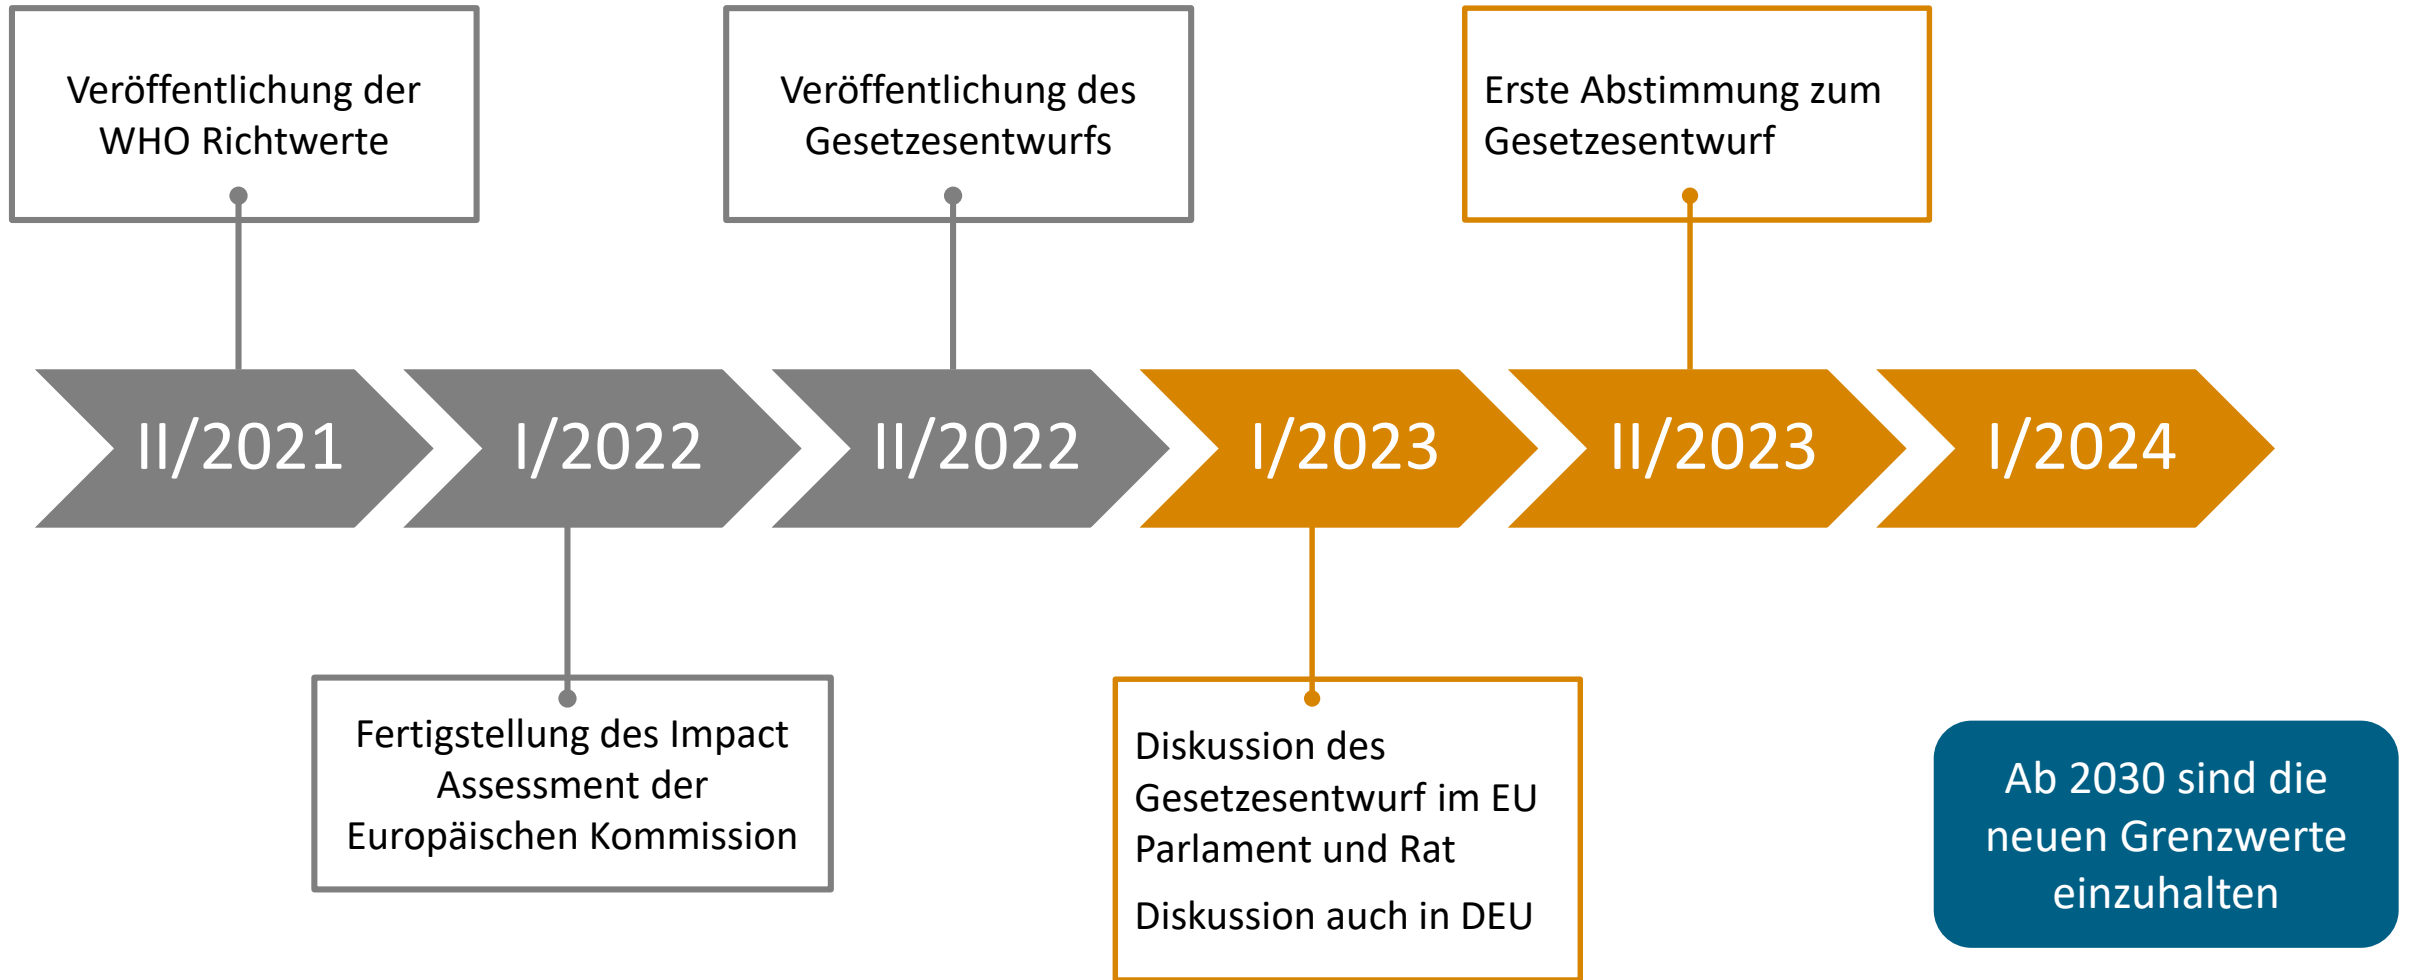 Veröffentlichung der
WHO Richtwerte
Veröffentlichung des
Gesetzesentwurfs
Erste Abstimmung zum
Gesetzesentwurf
II/2021
I/2022
II/2022
I/2023
II/2023
I/2024
Fertigstellung des Impact
Assessment der
Europäischen Kommission
Diskussion des
Gesetzesentwurf im EU
Parlament und Rat
Diskussion auch in DEU
Ab 2030 sind die
neuen Grenzwerte
einzuhalten